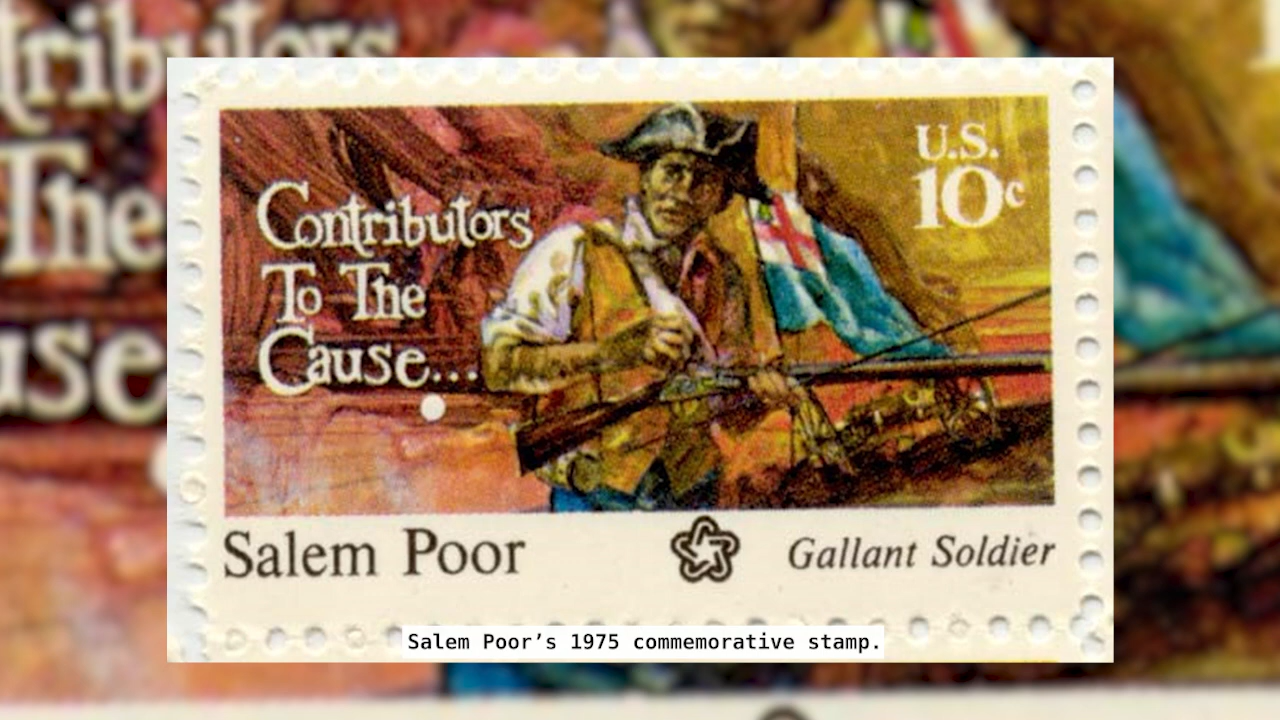 Contributors
To The
Cause...
U.S.
10c
Salem Poor
Gallant Soldier
Salem Poor’s 1975 commemorative stamp.